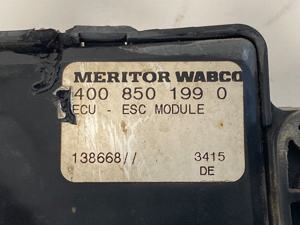 MERITOR WABCO
400 850 199 0
ECU - ESC MODULE
138668// 3415
DE